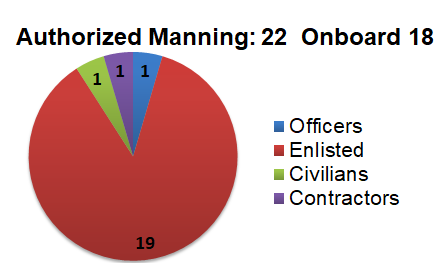 Authorized Manning: 22 Onboard 18
1 1 1
19
Officers
Enlisted
Civilians
Contractors